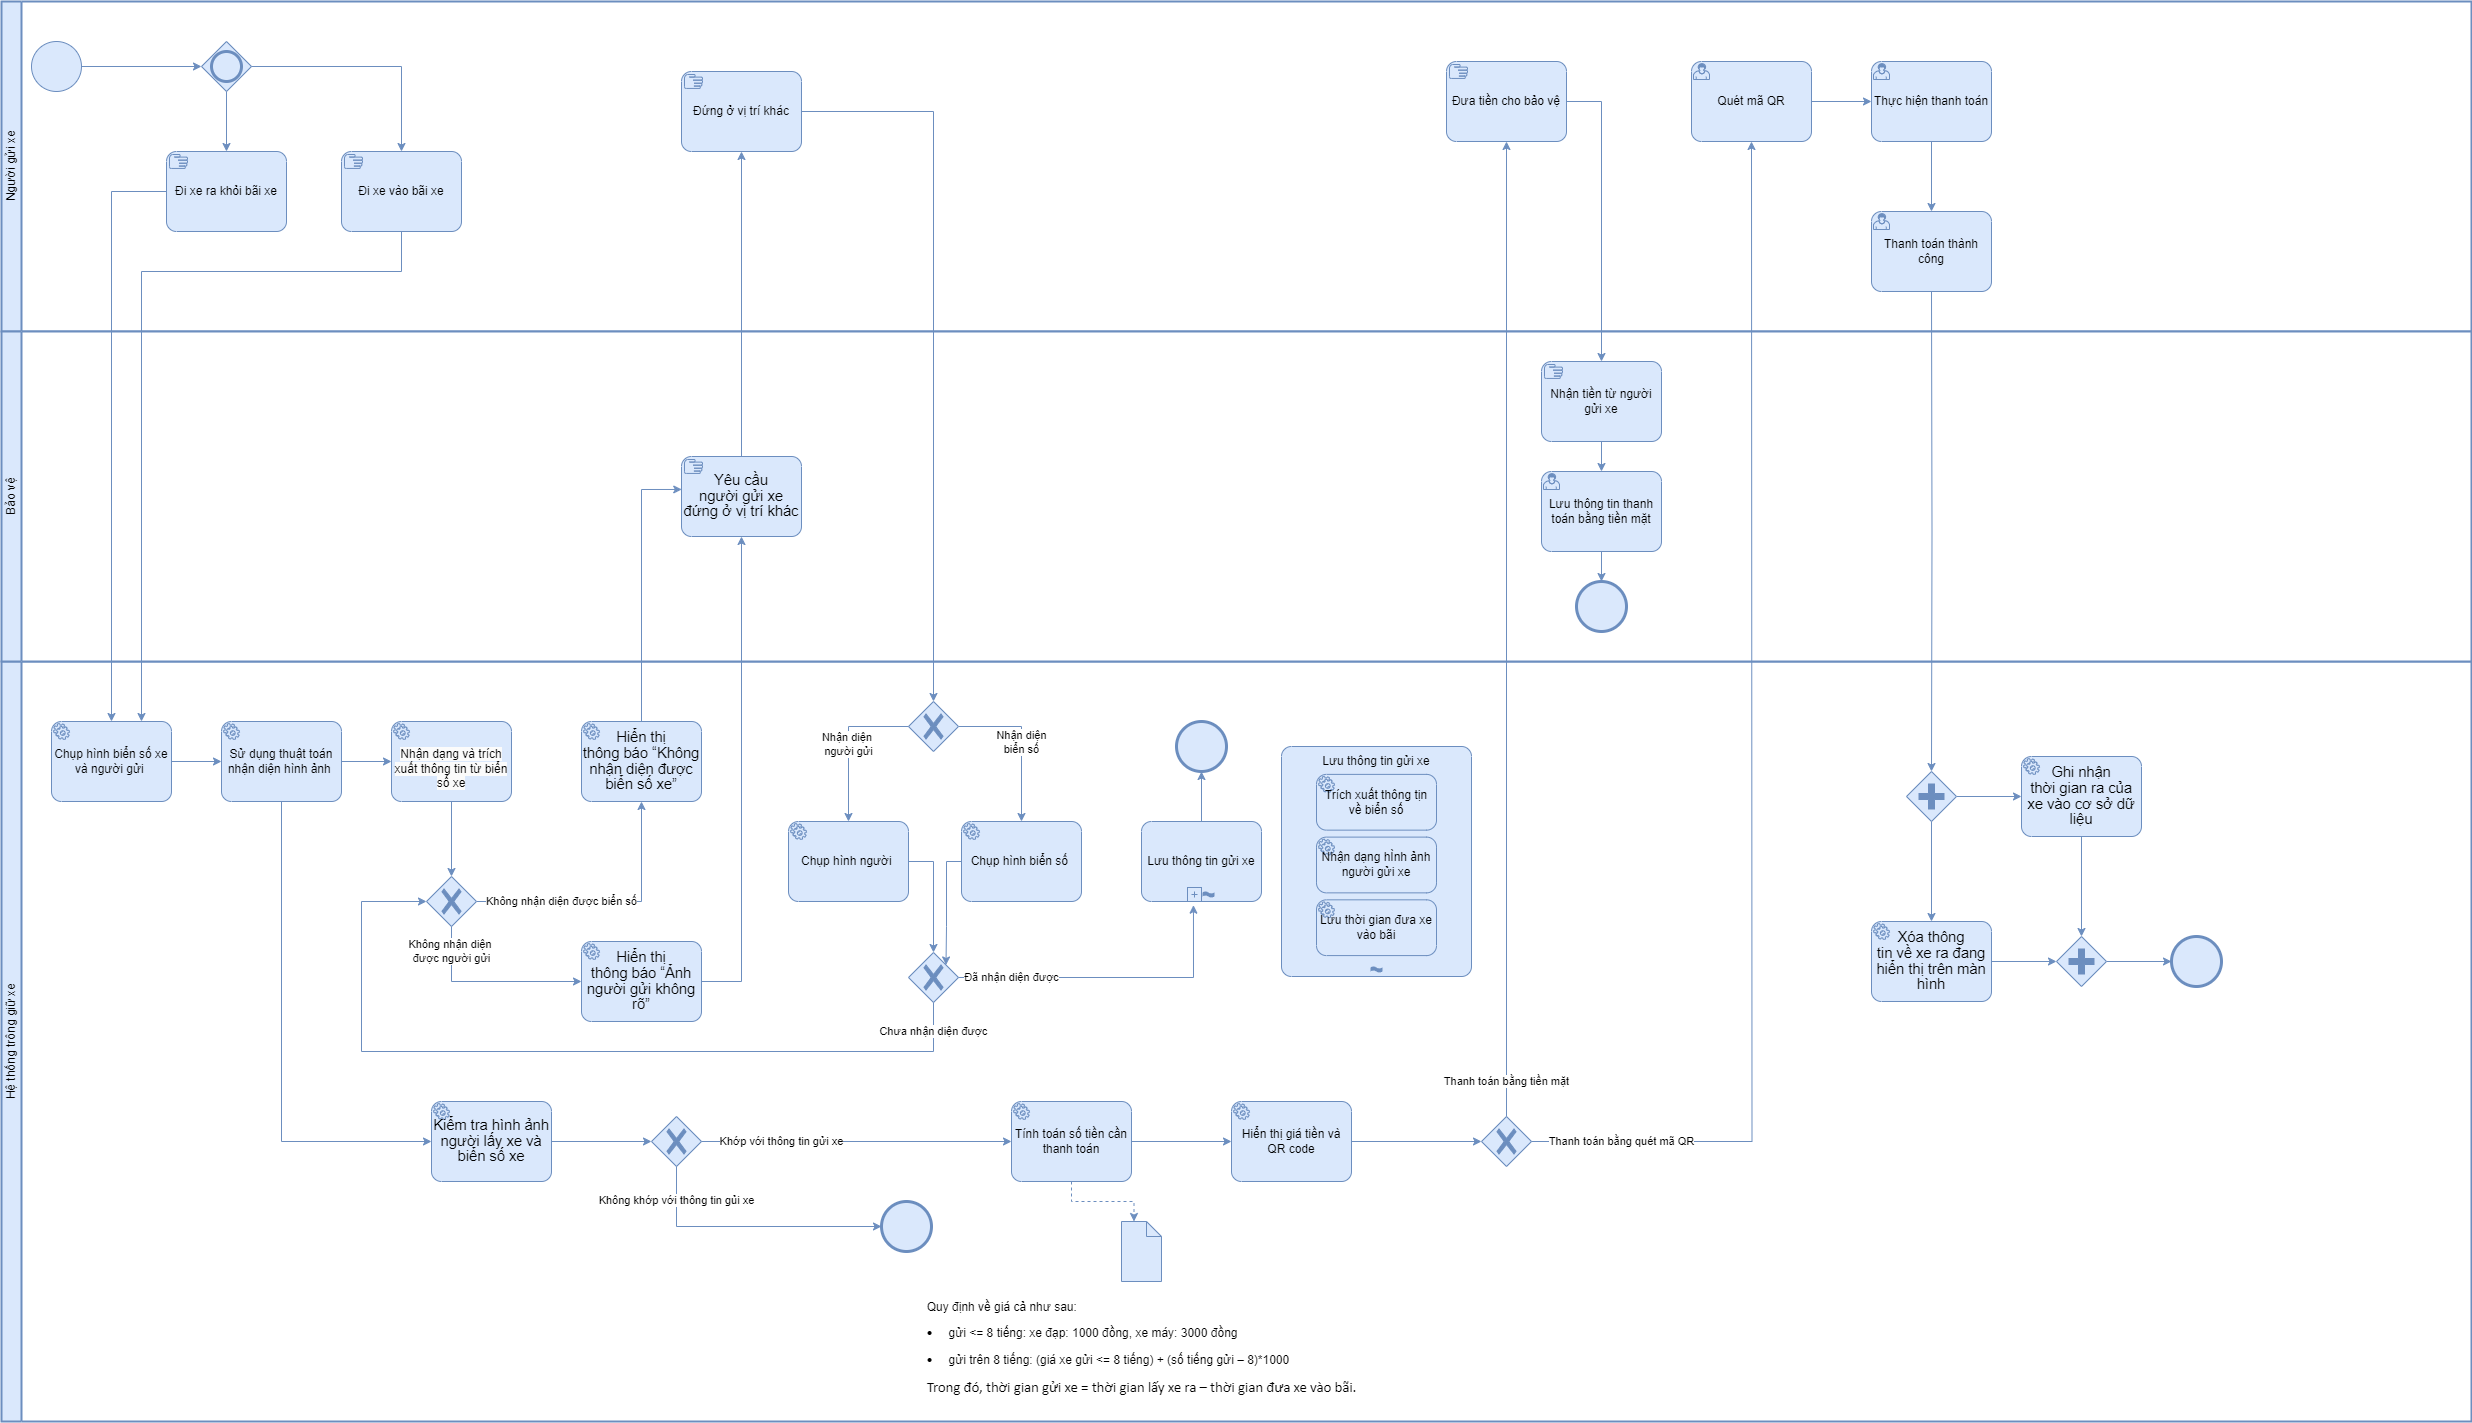 Người gửi xe
Đi xe ra khỏi bãi xe
Đi xe vào bãi xe
Đứng ở vị trí khác
Đưa tiền cho bảo vệ
Quét mã QR
Thực hiện thanh toán
Thanh toán thành
công
Bảo vệ
Yêu cầu
người gửi xe
đứng ở vị trí khác
Nhận tiền từ người
gửi xe
Lưu thông tin thanh
toán bằng tiền mặt
Hệ thống trông giữ xe
Chụp hình biển số xe
và người gửi
Sử dụng thuật toán
nhận diện hình ảnh
Nhận dạng và trích
xuất thông tin từ biển
số xe
Hiển thị
thông báo “Không
nhận diện được
biển số xe”
Không nhận diện được biển số
Không nhận diện
được người gửi
Hiển thị
thông báo “Ảnh
người gửi không
rõ”
Nhận diện
người gửi
Nhận diện
biển số
Chụp hình người
Chụp hình biển số
Đã nhận diện được
Chưa nhận diện được
Lưu thông tin gửi xe
Lưu thông tin gửi xe
Trích xuất thông tin
về biển số
Nhận dạng hình ảnh
người gửi xe
Lưu thời gian đưa xe
vào bãi
Ghi nhận
thời gian ra của
xe vào cơ sở dữ
liệu
Xóa thông
tin về xe ra đang
hiển thị trên màn
hình
Kiểm tra hình ảnh
người lấy xe và
biển số xe
Khớp với thông tin gửi xe
Không khớp với thông tin gủi xe
Tính toán số tiền cần
thanh toán
Hiển thị giá tiền và
QR code
Thanh toán bằng tiền mặt
Thanh toán bằng quét mã QR
Quy định về giá cả như sau:
• gửi <= 8 tiếng: xe đạp: 1000 đồng, xe máy: 3000 đồng
• gửi trên 8 tiếng: (giá xe gửi <= 8 tiếng) + (số tiếng gửi – 8)*1000
Trong đó, thời gian gửi xe = thời gian lấy xe ra – thời gian đưa xe vào bãi.